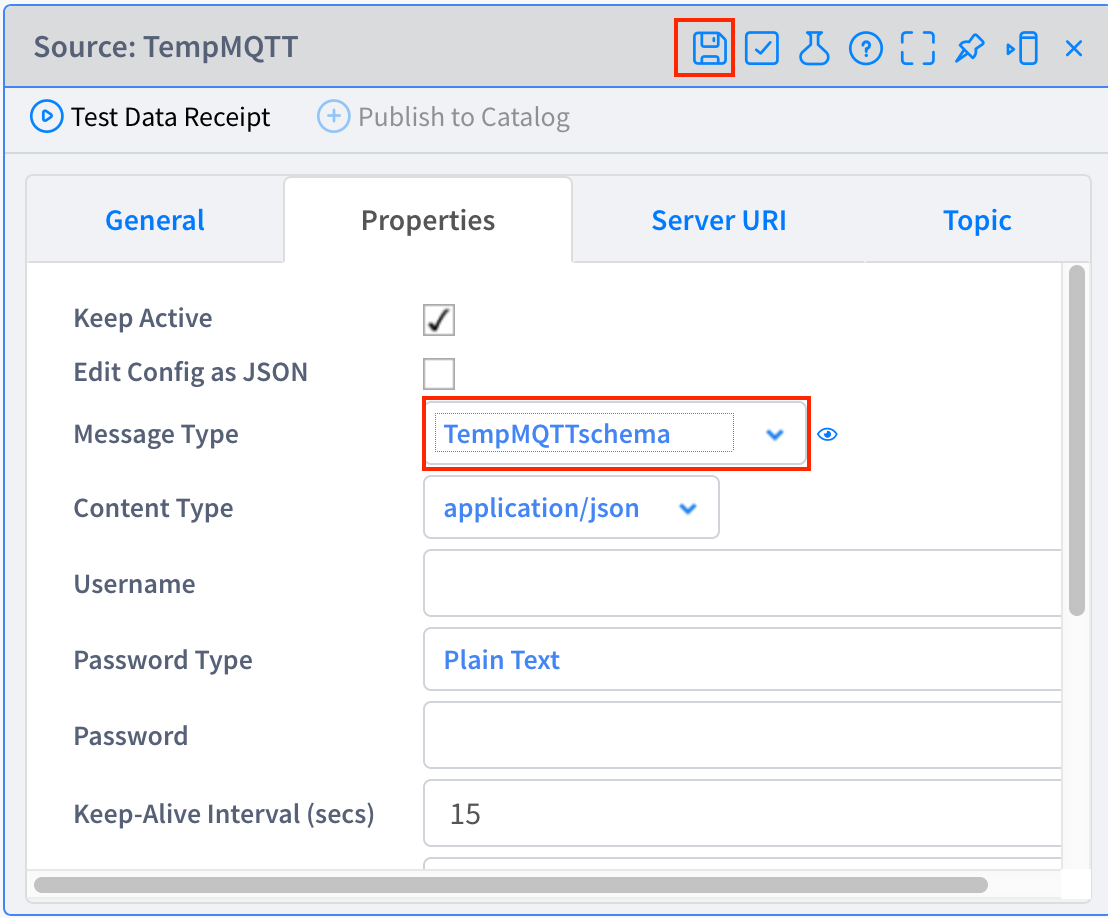 Source: TempMQTT
Test Data Receipt
Publish to Catalog
General
Properties
Server URI
Topic
Keep Active
Edit Config as JSON
Message Type
TempMQTTschema
Content Type
application/json
Username
Password Type
Plain Text
Password
Keep-Alive Interval (secs)
15